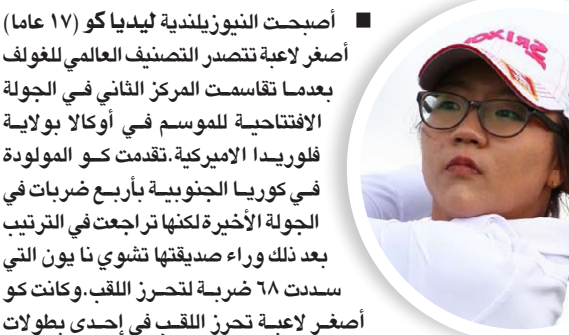 ■ أصبحت النيوزيلندية ليديا كو (١٧ عاما)
أصغر لاعبة تتصدر التصنيف العالمي للغولف
بعدما تقاسمت المركز الثاني في الجولة
الافتتاحية للموسم في أوكالا بولاية
فلوريدا الاميركية.تقدمت كو المولودة
في كوريا الجنوبية بأربع ضربات في
الجولة الأخيرة لكنها تراجعت في الترتيب
بعد ذلك وراء صديقتها تشوي نا يون التي
سددت ٦٨ ضربة لتحرز اللقب.وكانت كو
أصغر لاعبة تحرز اللقب في إحدى بطولات
SRIXON